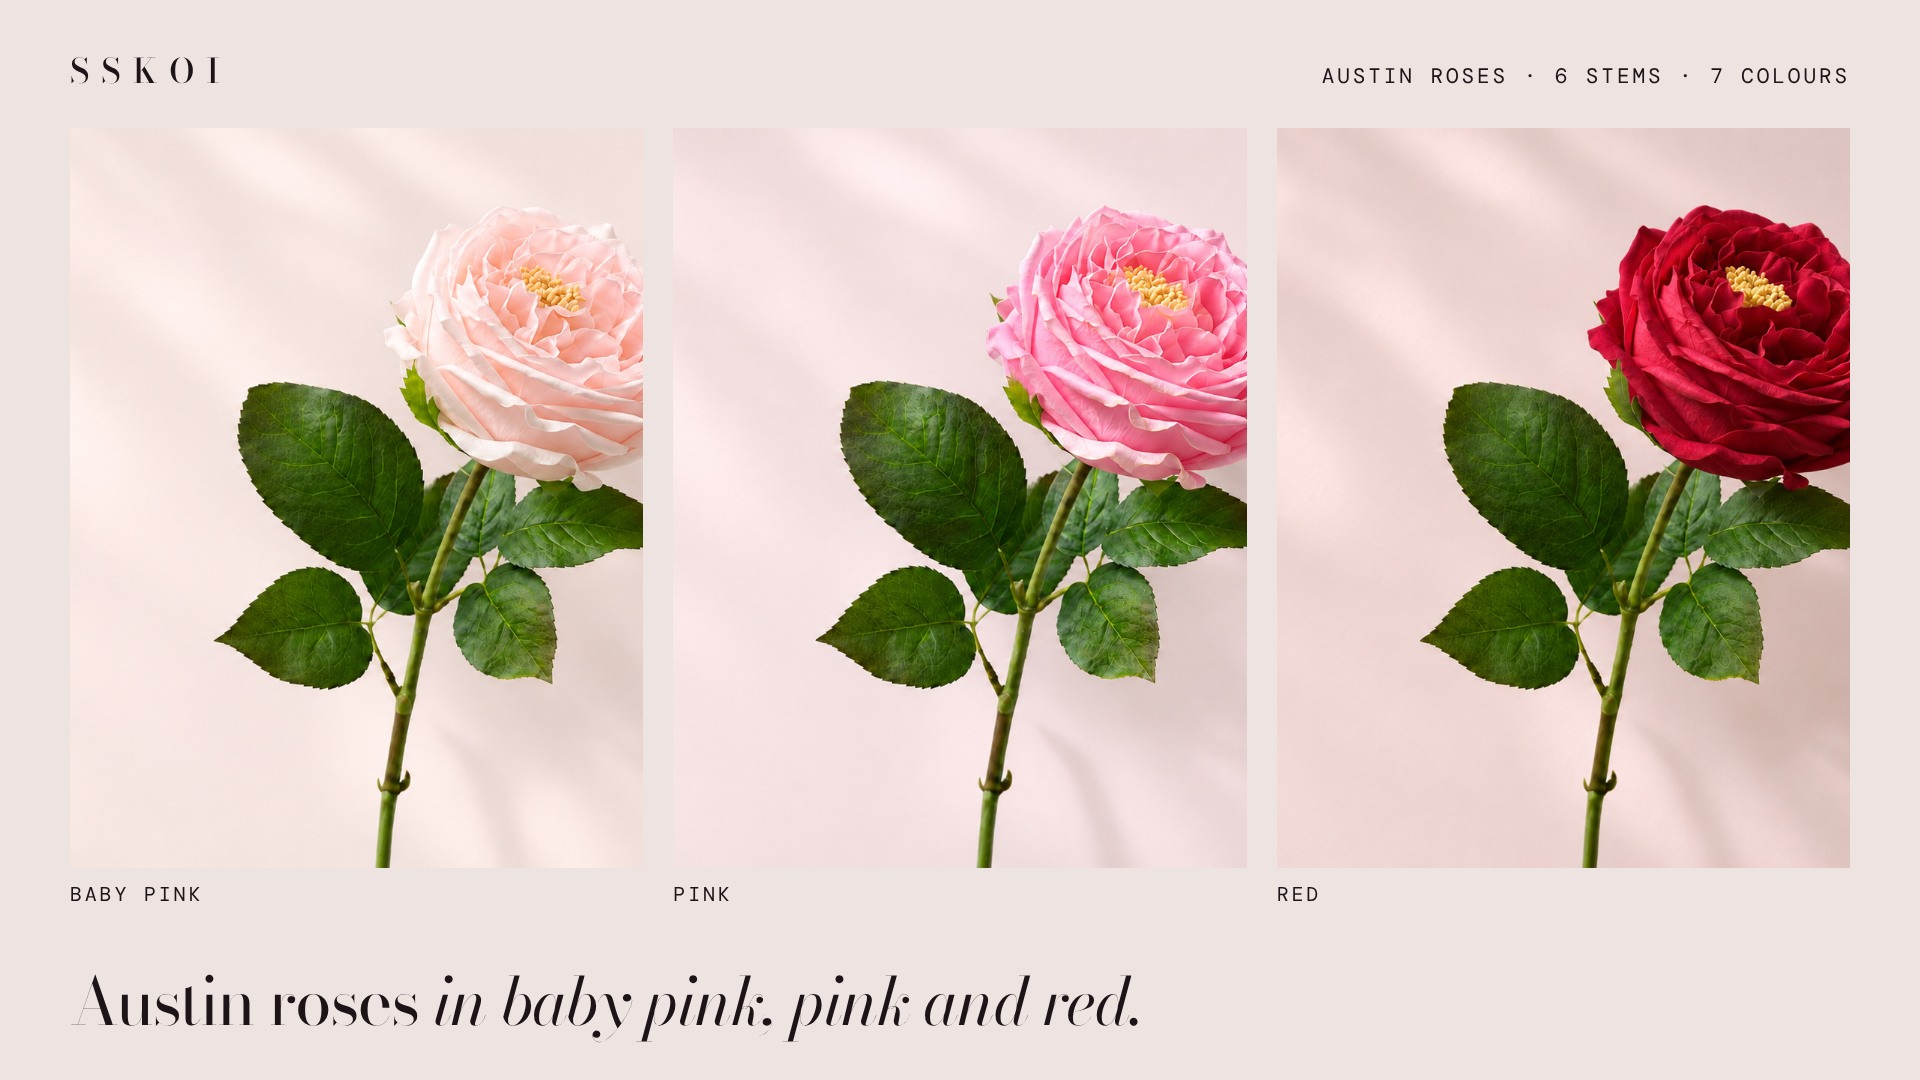 SSKOI
AUSTIN ROSES · 6 STEMS · 7 COLOURS
BABY PINK
PINK
RED
Austin roses in baby pink, pink and red.